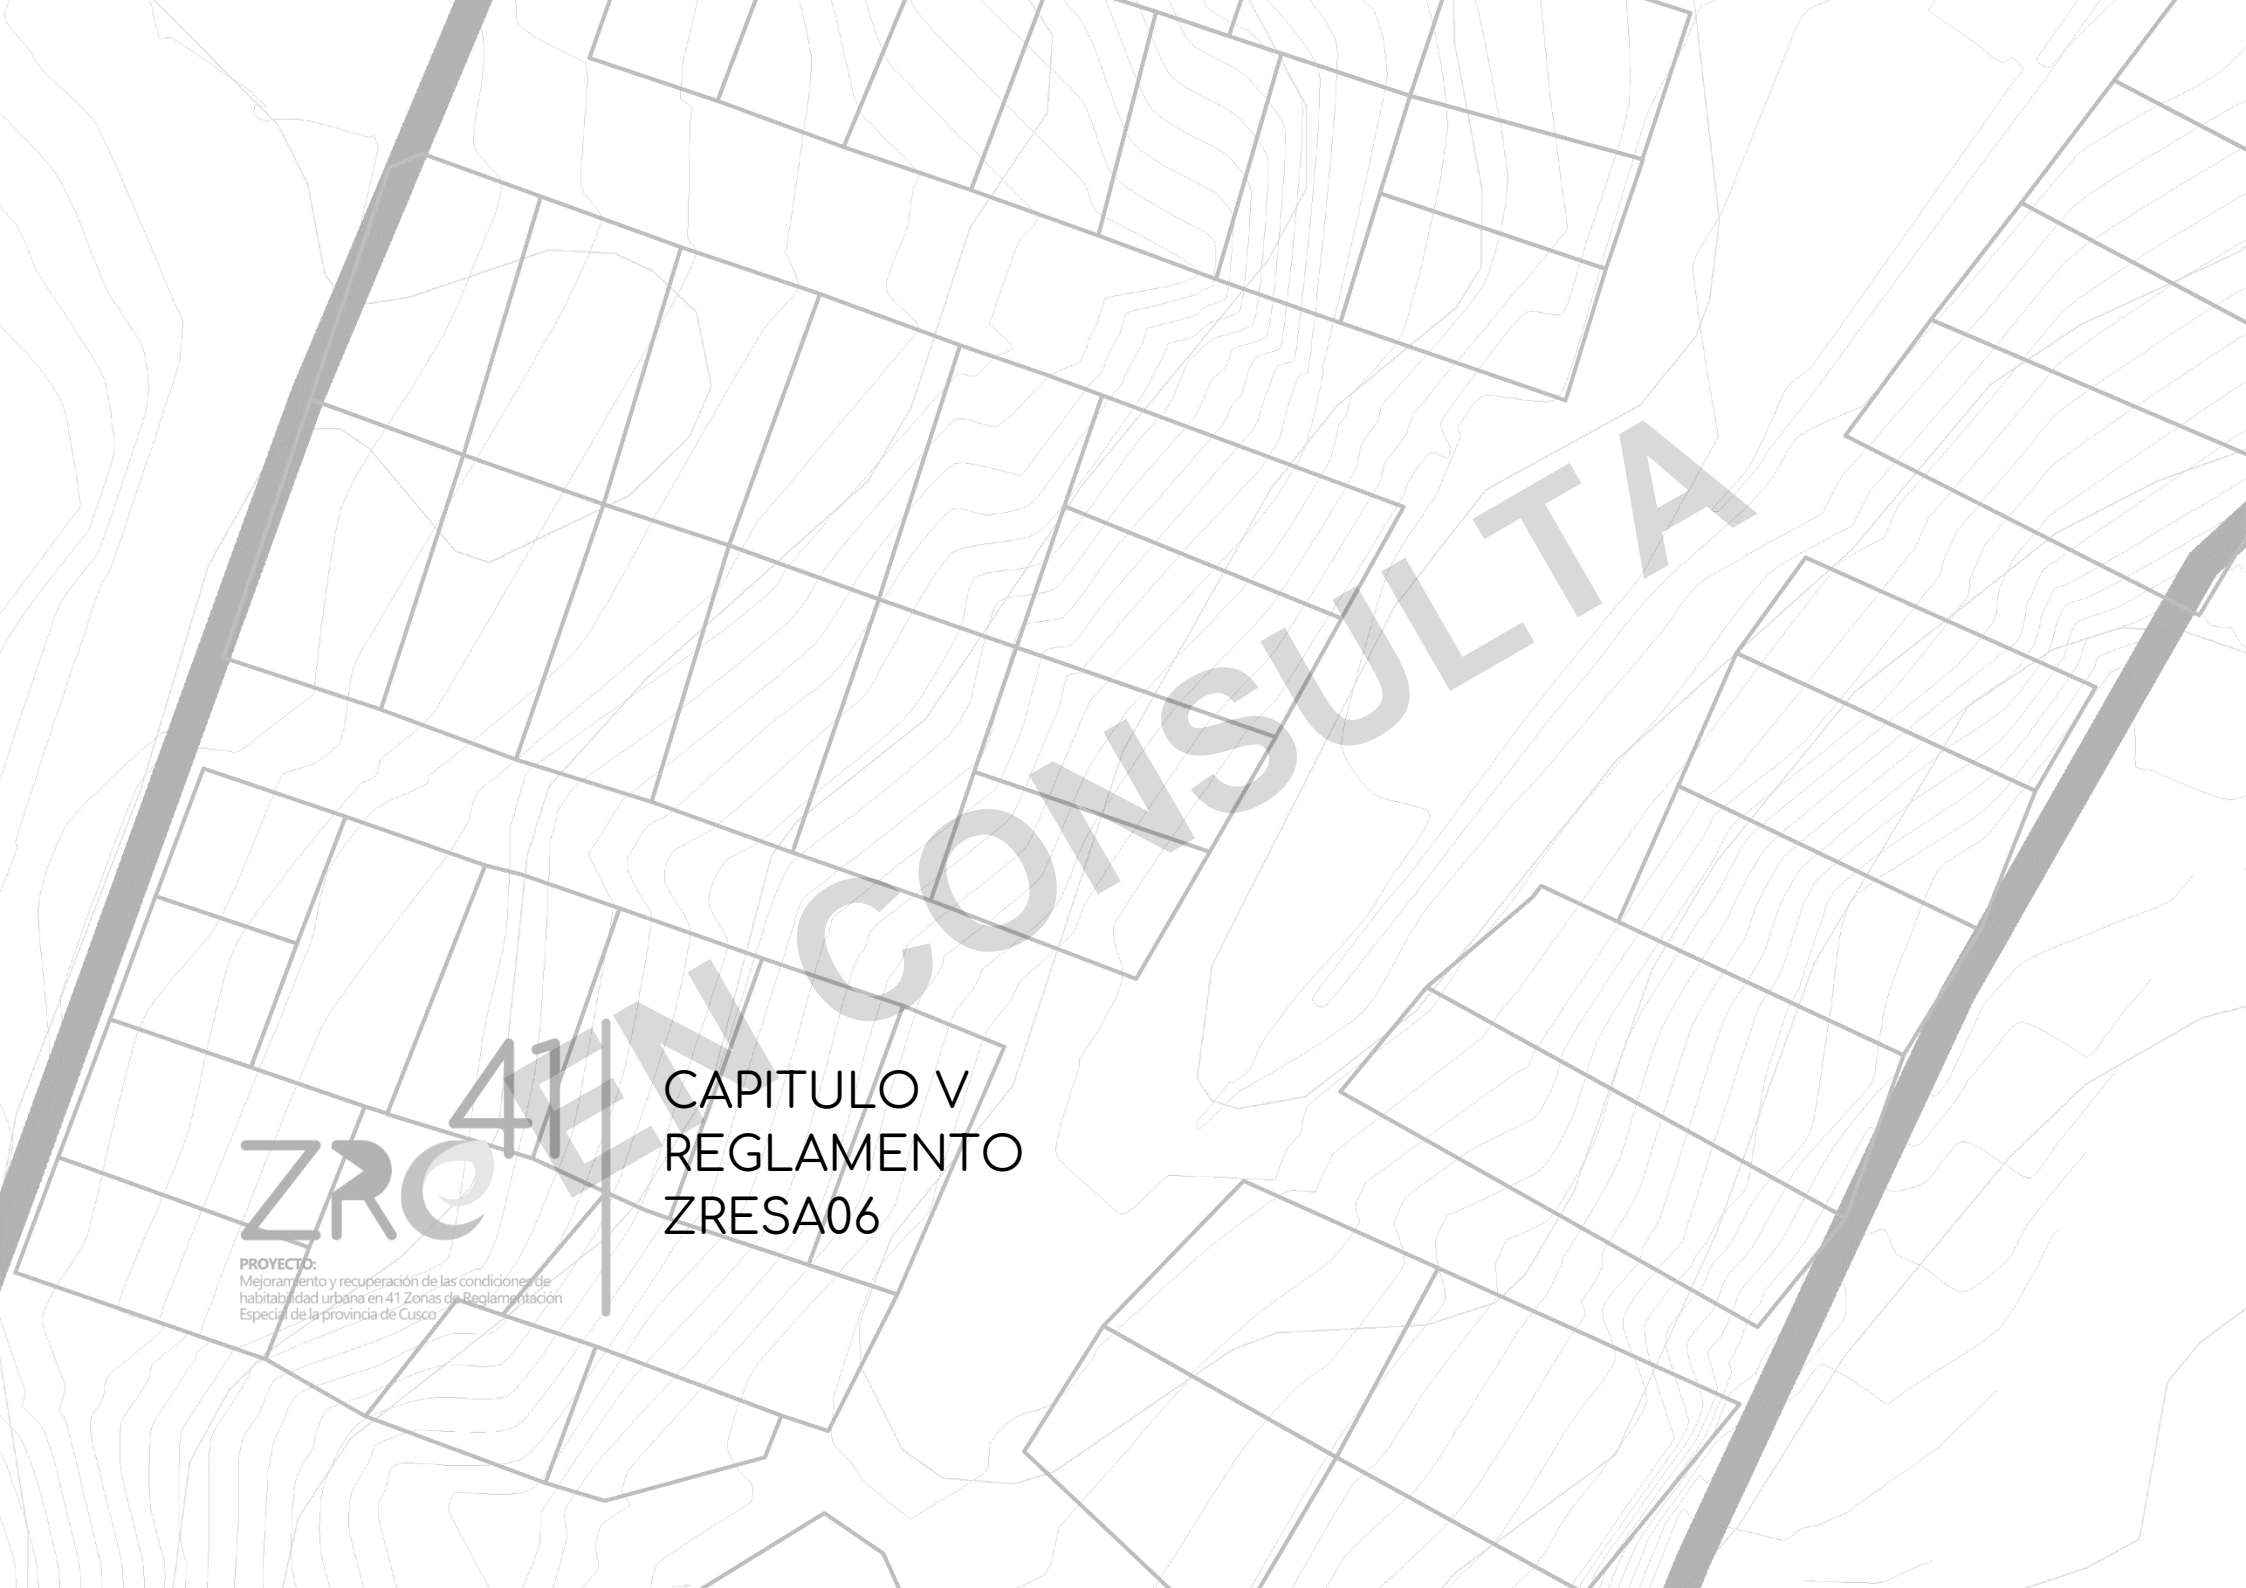 EN CONSULTA
41
ZRE
PROYECTO:
Mejoramiento y recuperación de las condiciones de
habitabilidad urbana en 41 Zonas de Reglamentación
Especial de la provincia de Cusco
CAPITULO V
REGLAMENTO
ZRESA06